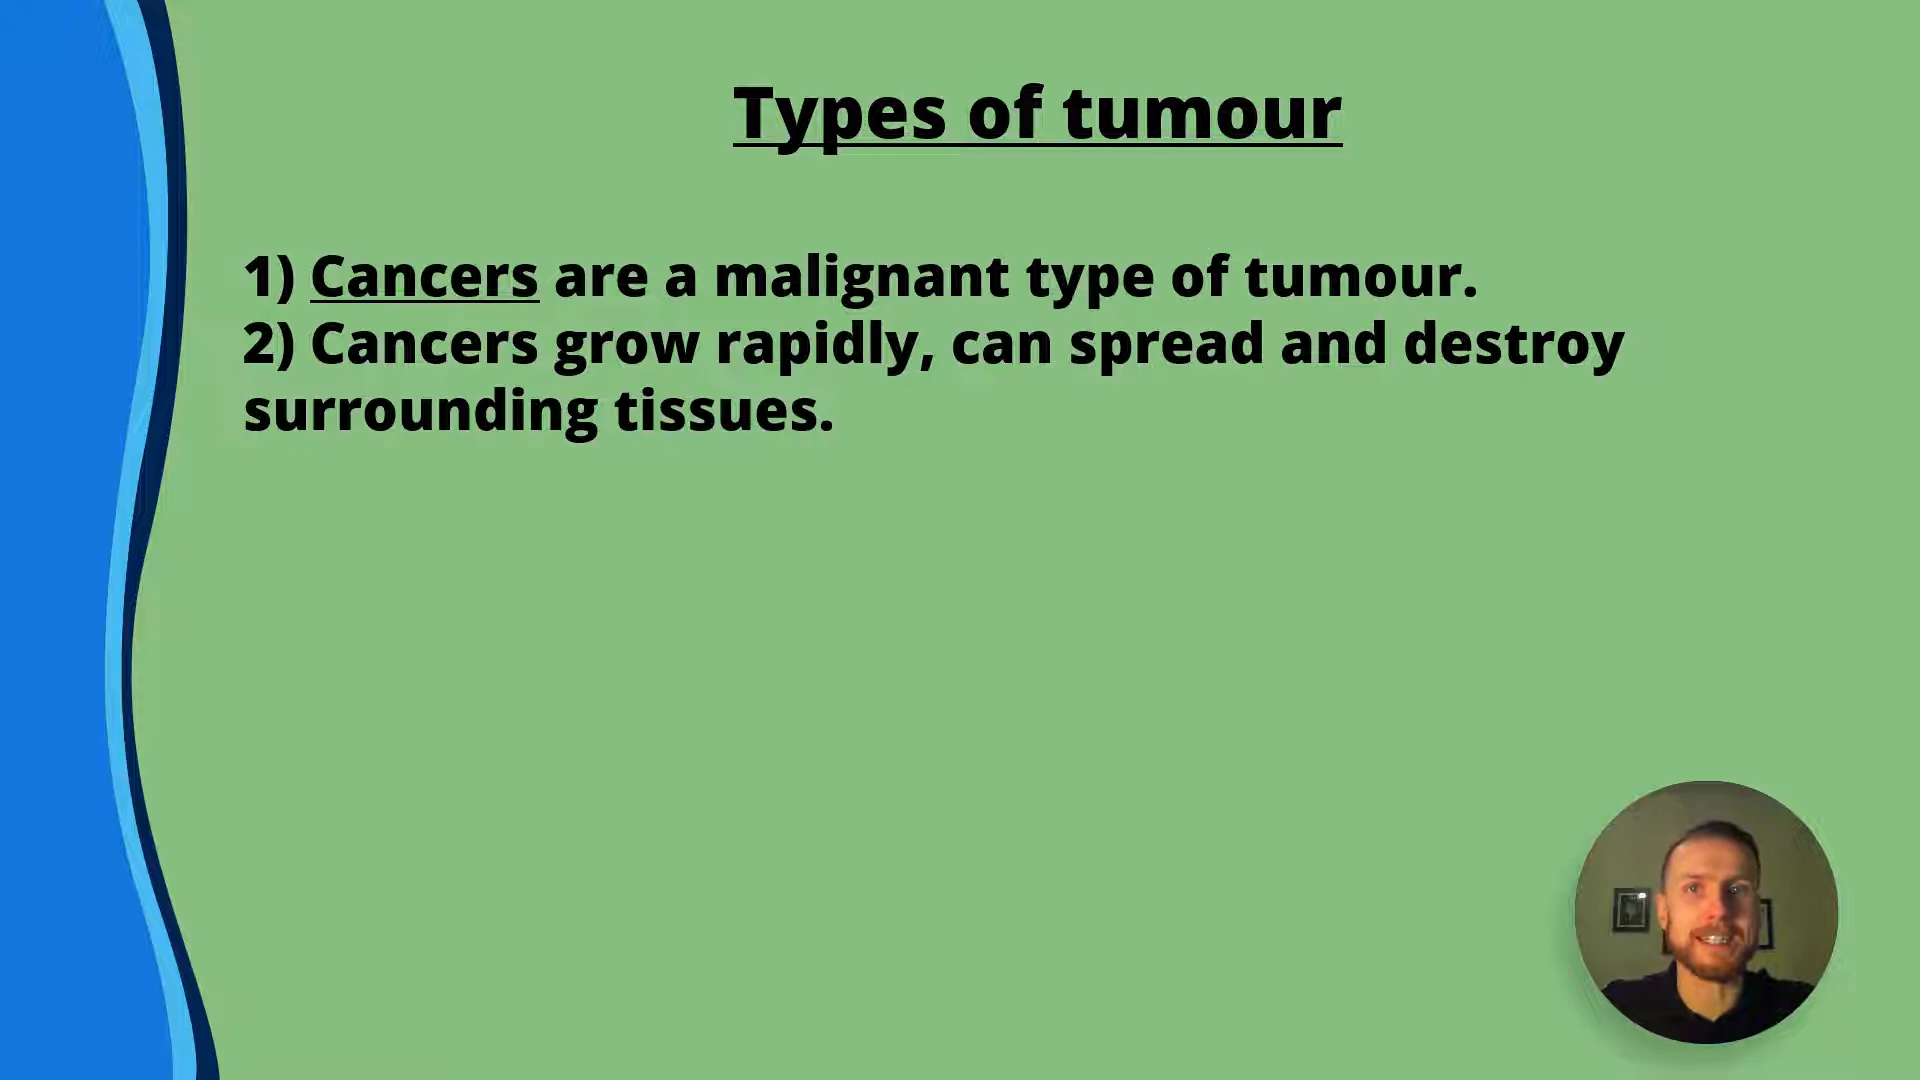 Types of tumour
1) Cancers are a malignant type of tumour.
2) Cancers grow rapidly, can spread and destroy
surrounding tissues.